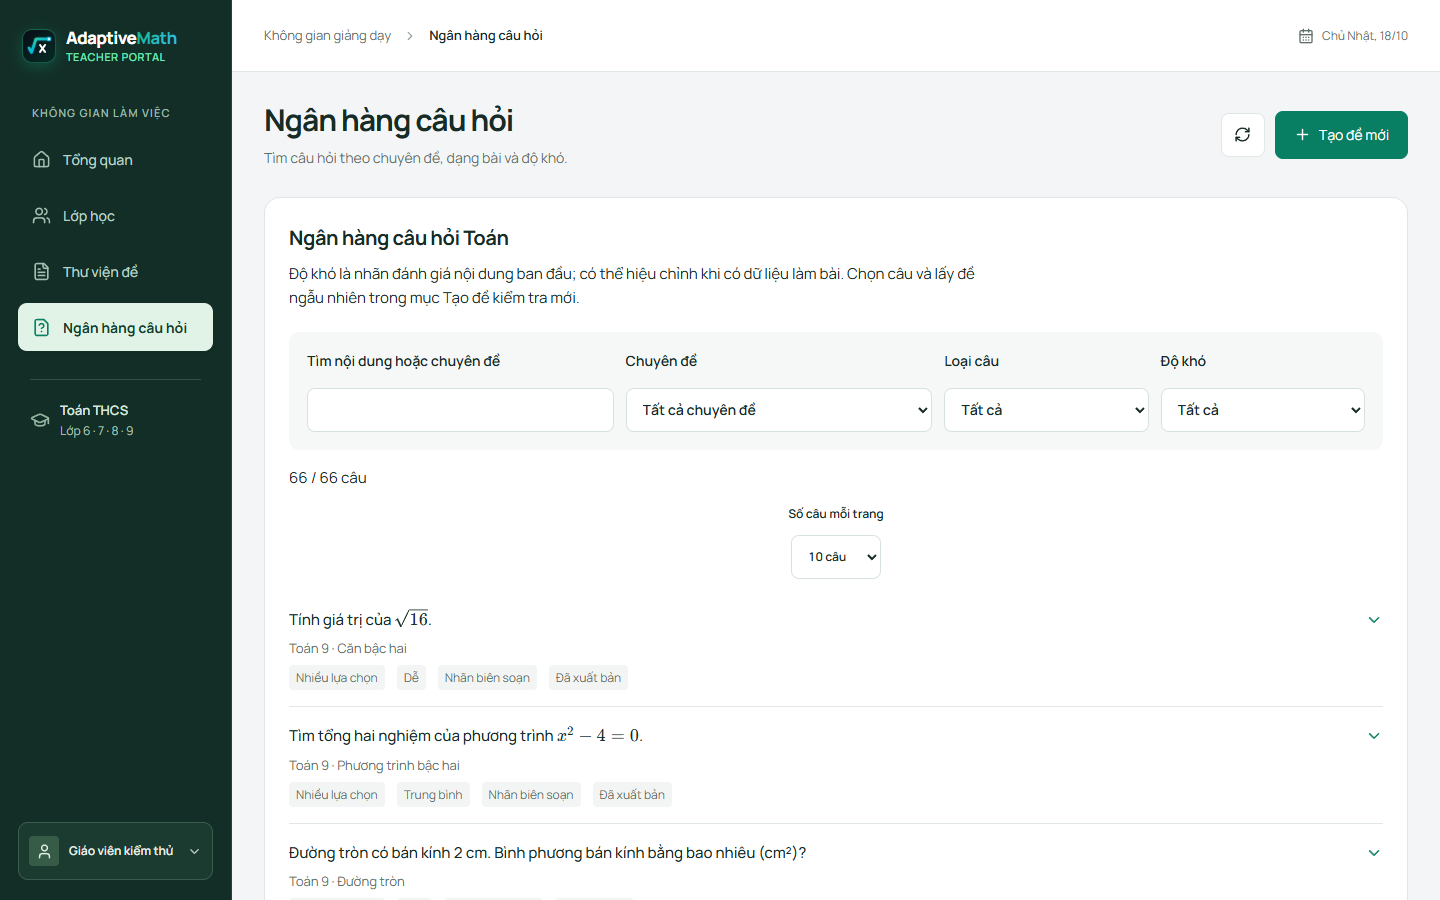 AdaptiveMath
TEACHER PORTAL
KHÔNG GIAN LÀM VIỆC
Tổng quan
Lớp học
Thư viện đề
Ngân hàng câu hỏi
Toán THCS
Lớp 6 · 7 · 8 · 9
Giáo viên kiểm thử
Không gian giảng dạy > Ngân hàng câu hỏi
Chủ Nhật, 18/10
Ngân hàng câu hỏi
Tìm câu hỏi theo chuyên đề, dạng bài và độ khó.
+ Tạo đề mới
Ngân hàng câu hỏi Toán
Độ khó là nhãn đánh giá nội dung ban đầu; có thể hiệu chỉnh khi có dữ liệu làm bài. Chọn câu và lấy đề
ngẫu nhiên trong mục Tạo đề kiểm tra mới.
Tìm nội dung hoặc chuyên đề
Chuyên đề
Loại câu
Độ khó
Tất cả chuyên đề
Tất cả
Tất cả
66 / 66 câu
Số câu mỗi trang
10 câu
Tính giá trị của √16.
Toán 9 · Căn bậc hai
Nhiều lựa chọn Dễ Nhãn biên soạn Đã xuất bản
Tìm tổng hai nghiệm của phương trình x² − 4 = 0.
Toán 9 · Phương trình bậc hai
Nhiều lựa chọn Trung bình Nhãn biên soạn Đã xuất bản
Đường tròn có bán kính 2 cm. Bình phương bán kính bằng bao nhiêu (cm²)?
Toán 9 · Đường tròn